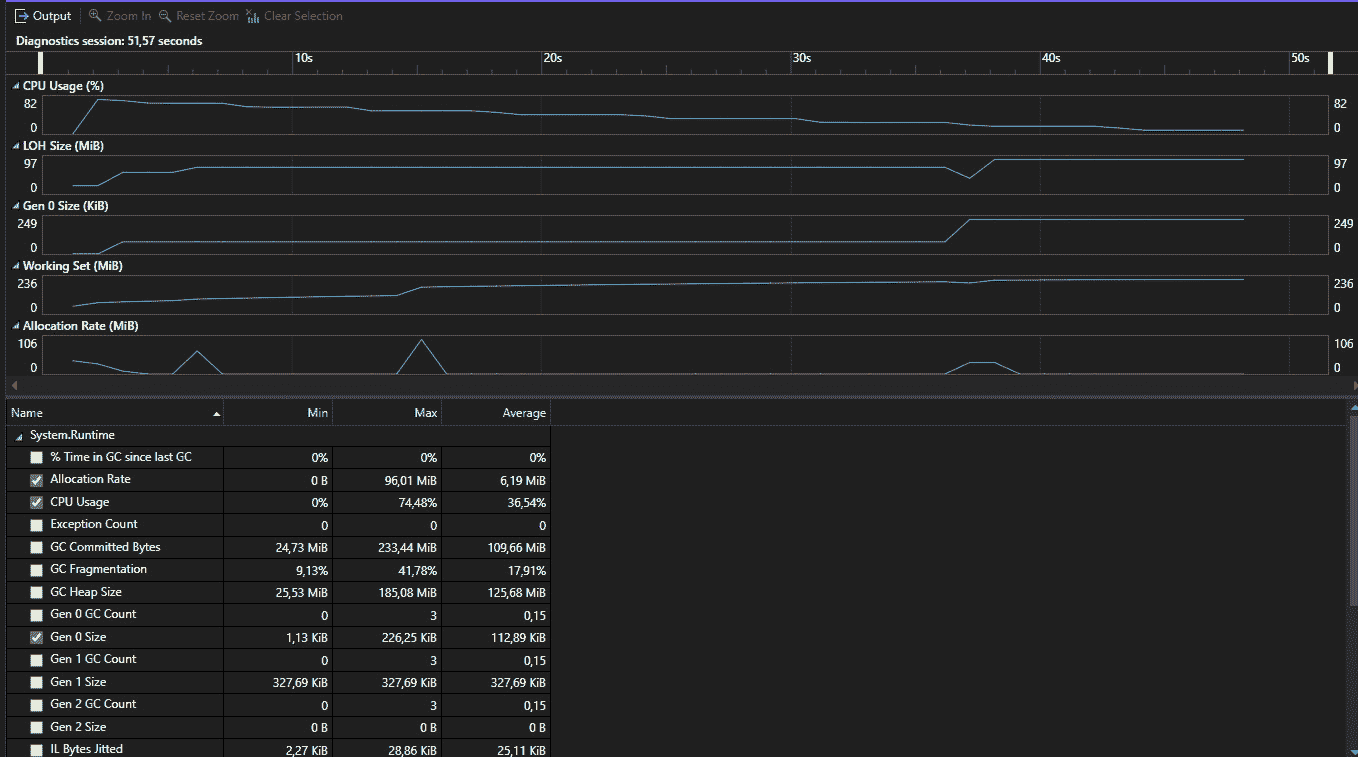 Output Zoom In Reset Zoom Clear Selection
Diagnostics session: 51,57 seconds
10s 20s 30s 40s 50s
CPU Usage (%)
82 82
0 0
LOH Size (MiB)
97 97
0 0
Gen 0 Size (KiB)
249 249
0 0
Working Set (MiB)
236 236
0 0
Allocation Rate (MiB)
106 106
0 0
Name Min Max Average
System.Runtime
% Time in GC since last GC 0% 0% 0%
Allocation Rate 0 B 96,01 MiB 6,19 MiB
CPU Usage 0% 74,48% 36,54%
Exception Count 0 0 0
GC Committed Bytes 24,73 MiB 233,44 MiB 109,66 MiB
GC Fragmentation 9,13% 41,78% 17,91%
GC Heap Size 25,53 MiB 185,08 MiB 125,68 MiB
Gen 0 GC Count 0 3 0,15
Gen 0 Size 1,13 KiB 226,25 KiB 112,89 KiB
Gen 1 GC Count 0 3 0,15
Gen 1 Size 327,69 KiB 327,69 KiB 327,69 KiB
Gen 2 GC Count 0 3 0,15
Gen 2 Size 0 B 0 B 0 B
IL Bytes Jitted 2,27 KiB 28,86 KiB 25,11 KiB